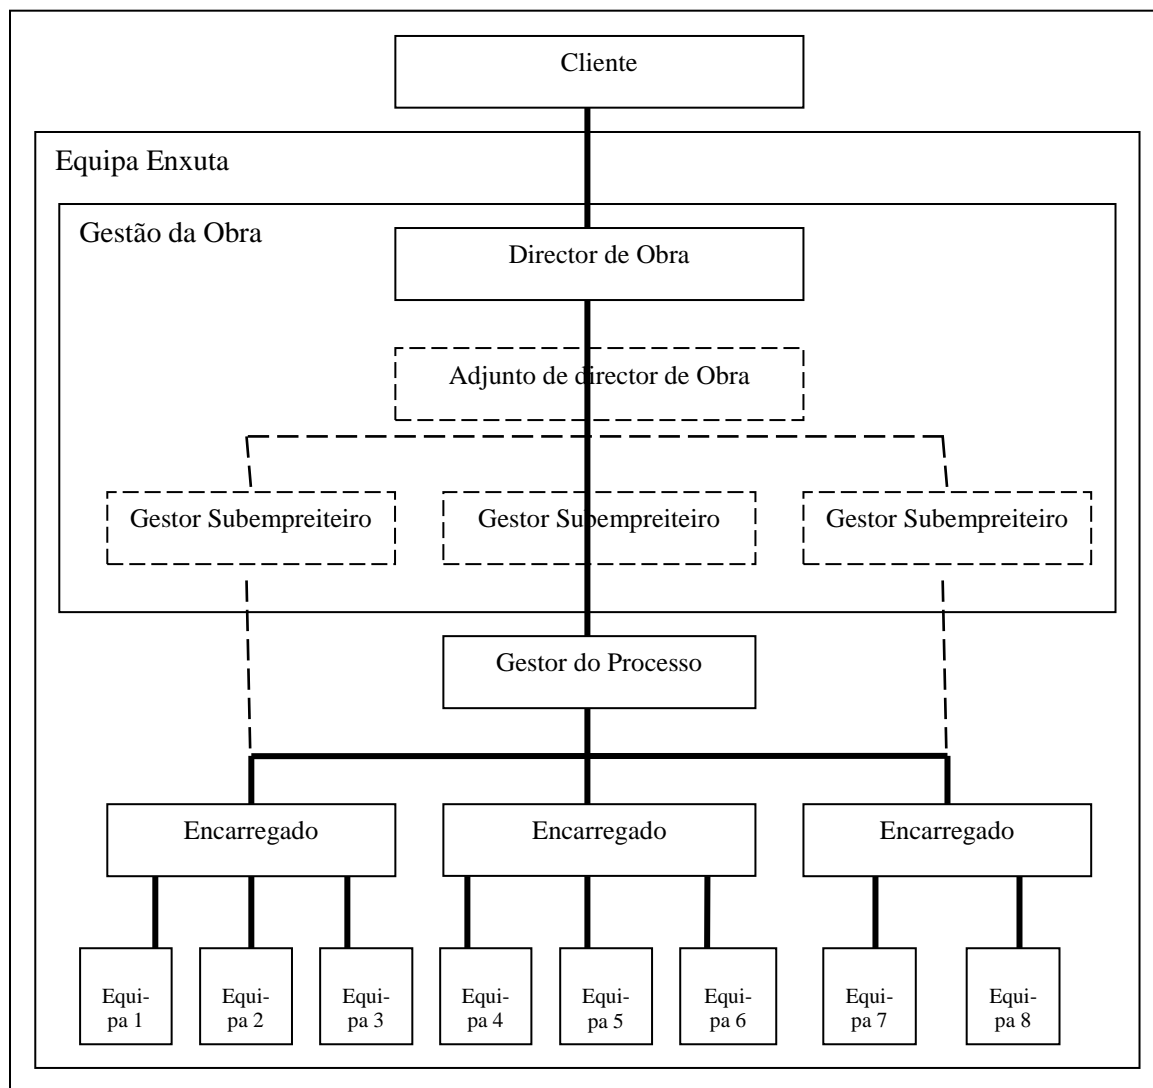 Cliente
Equipa Enxuta
Gestão da Obra
Director de Obra
Adjunto de director de Obra
Gestor Subempreiteiro
Gestor Subempreiteiro
Gestor Subempreiteiro
Gestor do Processo
Encarregado
Encarregado
Encarregado
Equi-
pa 1
Equi-
pa 2
Equi-
pa 3
Equi-
pa 4
Equi-
pa 5
Equi-
pa 6
Equi-
pa 7
Equi-
pa 8